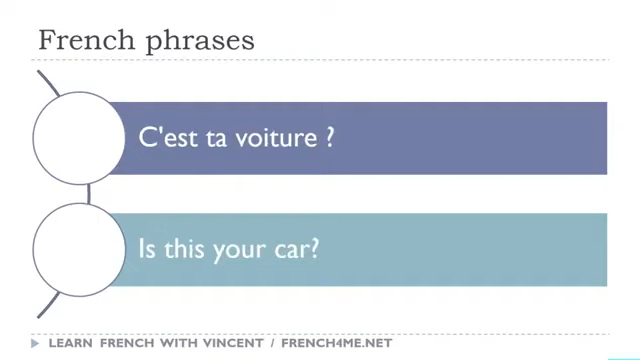 French phrases
C'est ta voiture ?
Is this your car?
LEARN FRENCH WITH VINCENT / FRENCH4ME.NET